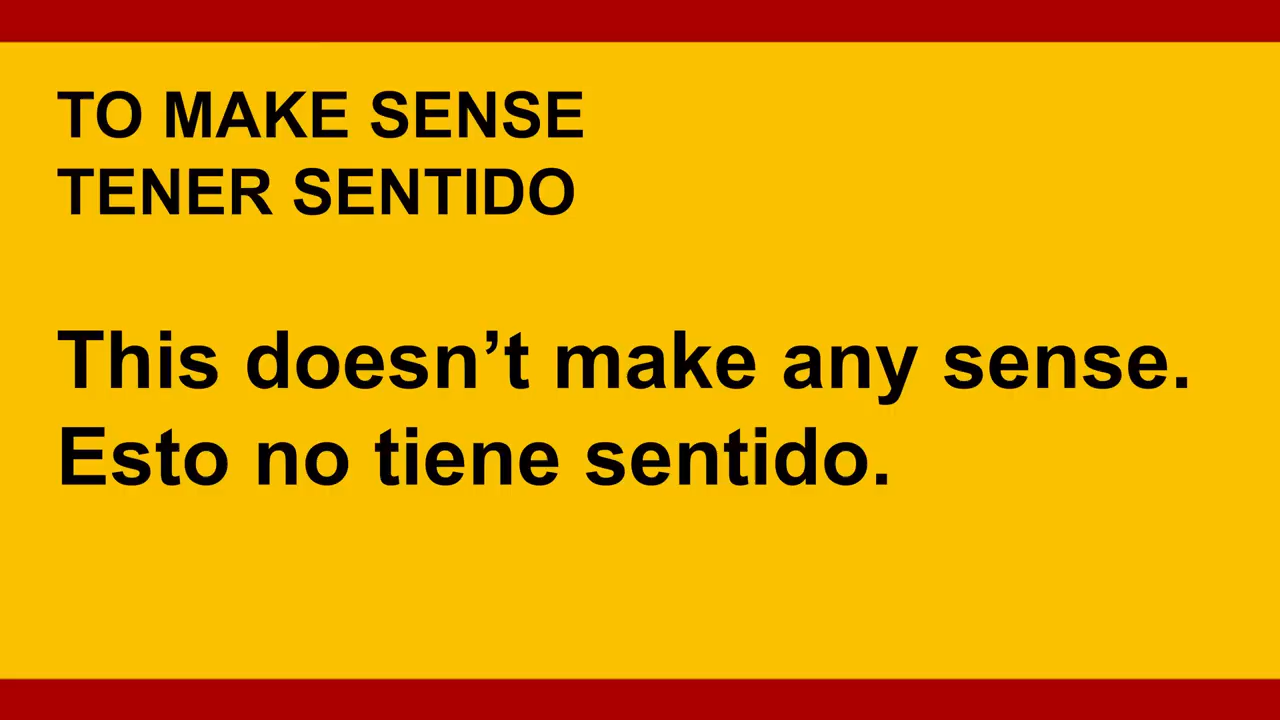 TO MAKE SENSE
TENER SENTIDO
This doesn’t make any sense.
Esto no tiene sentido.